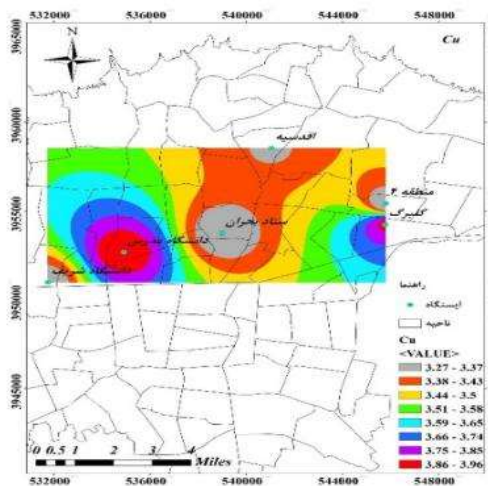 532000 536000 540000 544000 548000
3965000
3960000
3955000
3950000
3945000
N
Cu
اقدسیه
منطقه ۲
گلبرگ
ستاد بحران
دانشگاه تدریس
دانشگاه شریف
راهنما
ایستگاه
ناحیه
Cu
<VALUE>
3.27 - 3.37
3.38 - 3.43
3.44 - 3.5
3.51 - 3.58
3.59 - 3.65
3.66 - 3.74
3.75 - 3.85
3.86 - 3.96
0 0.5 1 2 3 4
Miles
532000 536000 540000 544000 548000